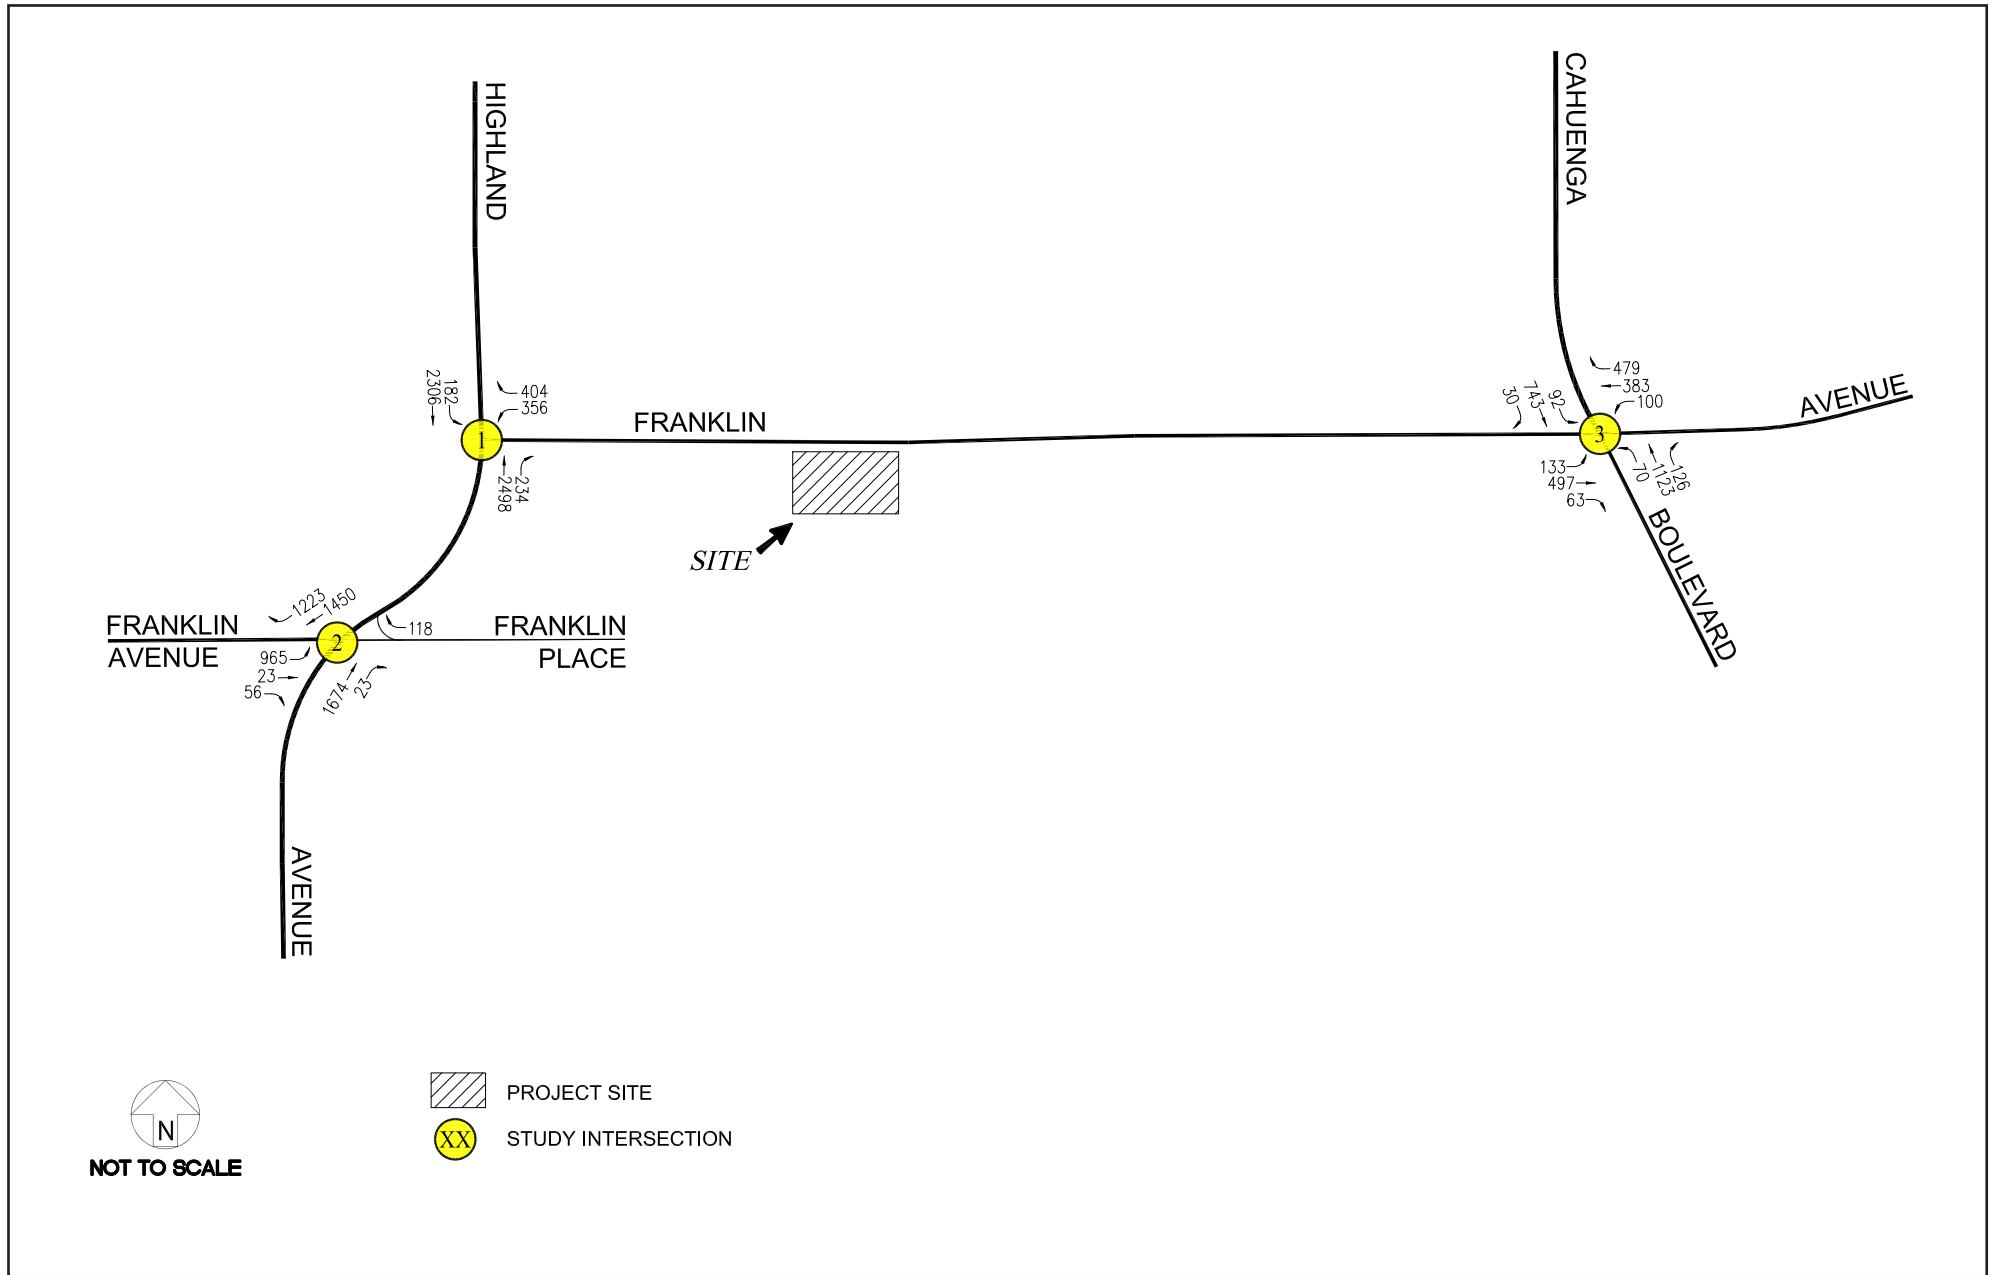 HIGHLAND
CAHUENGA
2306
182
404
356
1
FRANKLIN
2498
234
SITE
30
743
92
479
383
100
AVENUE
3
133
497
63
70
1123
126
BOULEVARD
1223
1450
FRANKLIN
AVENUE
2
118
FRANKLIN
PLACE
965
23
56
1674
23
AVENUE
N
NOT TO SCALE
PROJECT SITE
XX
STUDY INTERSECTION